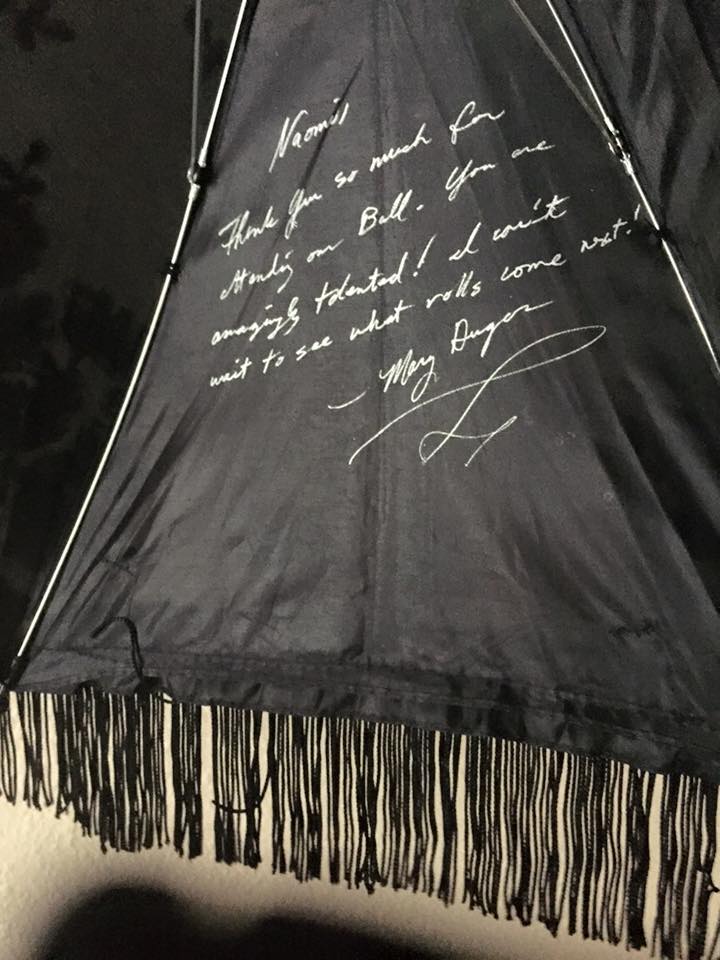 Naomi,
Thank you so much for
attending our Ball. You are
amazingly talented! I can't
wait to see what rolls come next!
– Mary